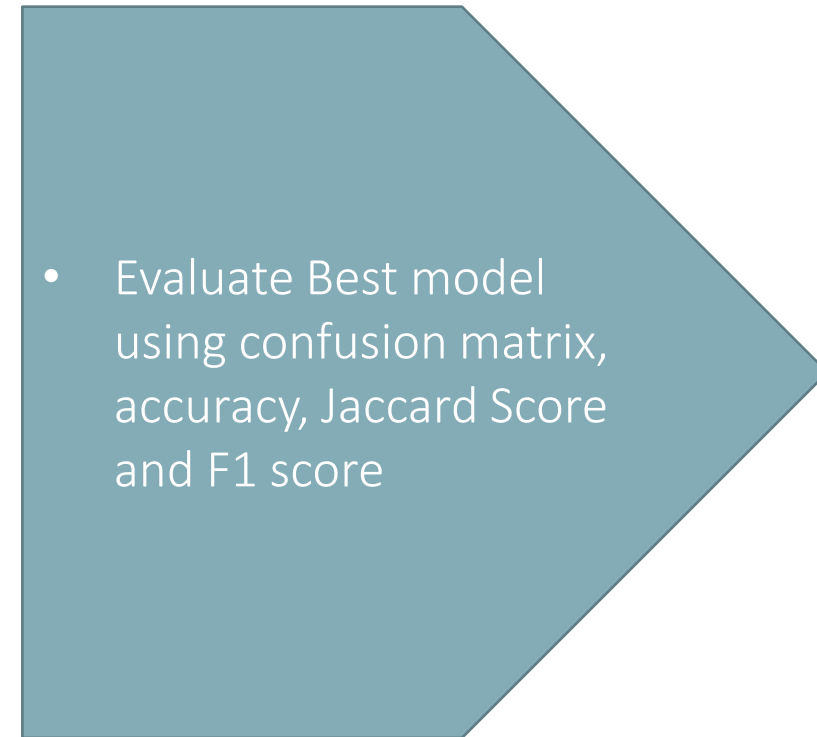 • Evaluate Best model
using confusion matrix,
accuracy, Jaccard Score
and F1 score